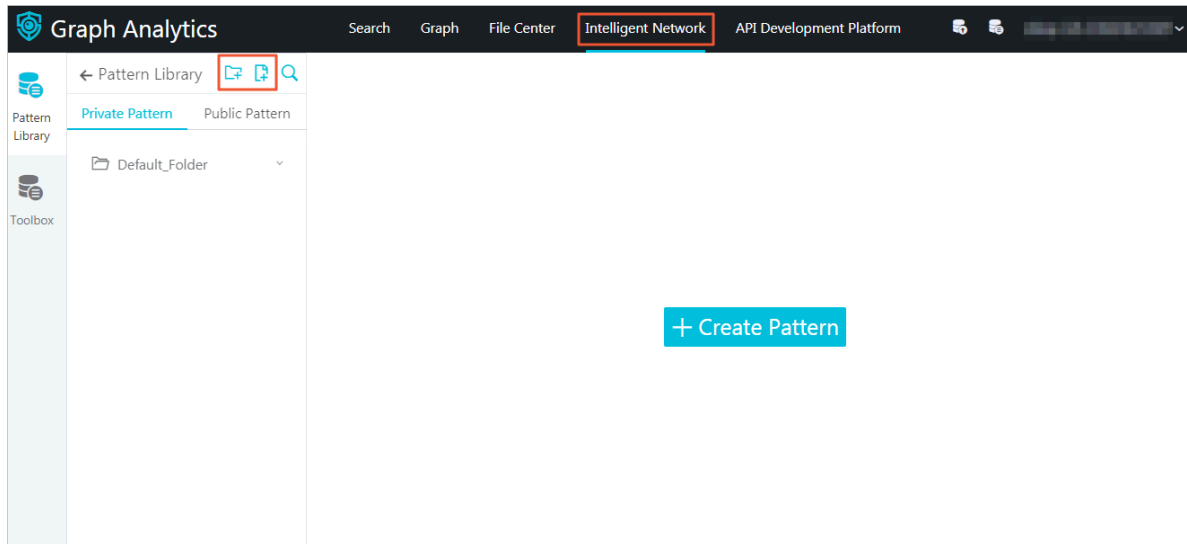 Graph Analytics
Search Graph File Center Intelligent Network API Development Platform
Pattern Library
Pattern
Library
Private Pattern Public Pattern
Default_Folder
Toolbox
+ Create Pattern